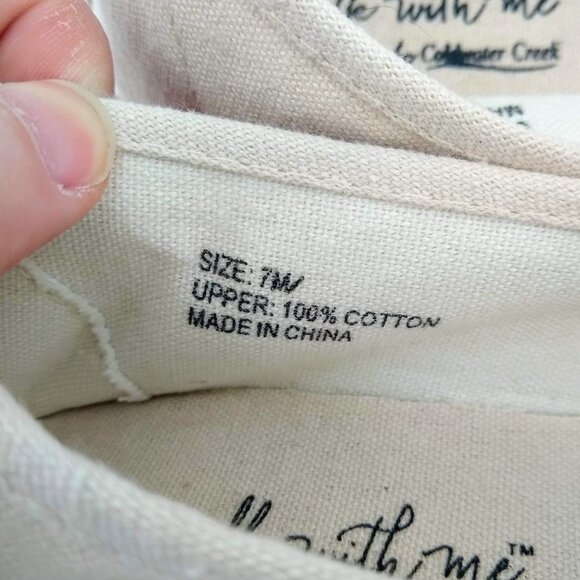 with me
by Coldwater Creek
SIZE: 7M/
UPPER: 100% COTTON
MADE IN CHINA
with me™